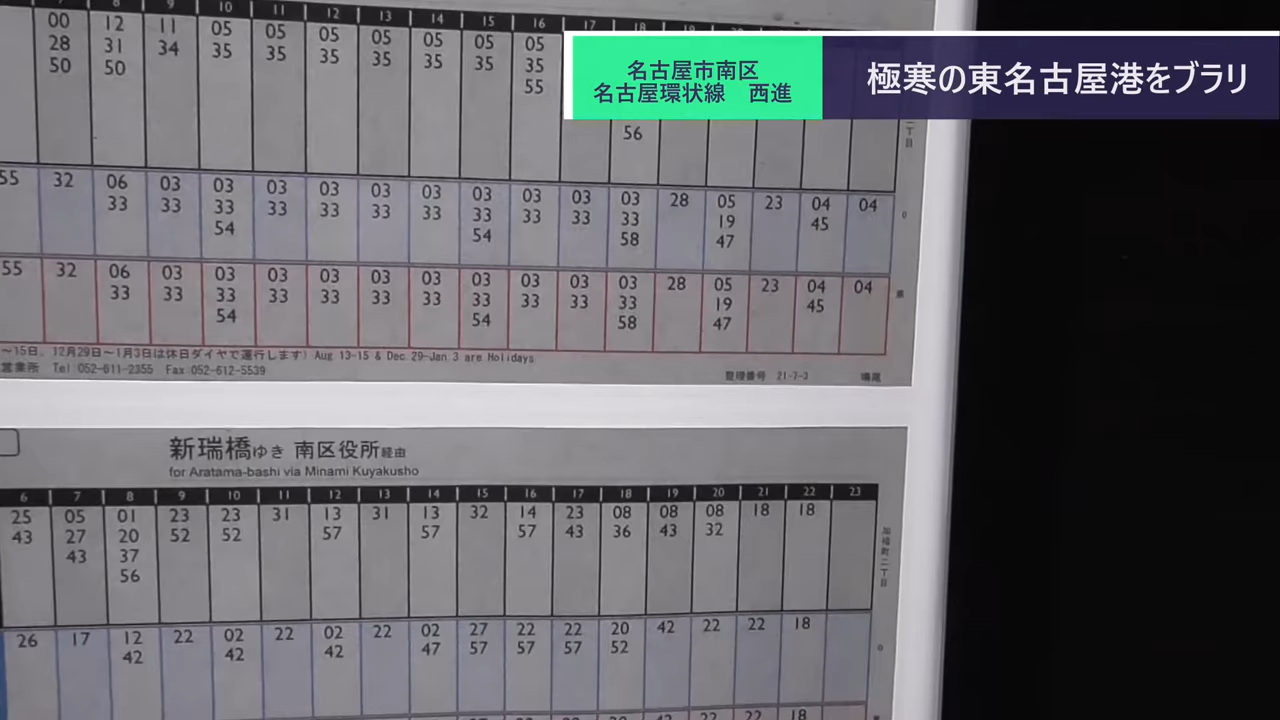 名古屋市南区
名古屋環状線 西進
極寒の東名古屋港をブラリ
9 10 11 12 13 14 15 16 17
00 12 11 05 05 05 05 05 05 05
28 31 34 35 35 35 35 35 35 35
50 50 55
56
55 32 06 03 03 03 03 03 03 03 03 03 03 28 05 23 04 04
33 33 33 33 33 33 33 33 33 33 33 19 45
54 54 58 47
55 32 06 03 03 03 03 03 03 03 03 03 03 28 05 23 04 04
33 33 33 33 33 33 33 33 33 33 33 19 45
54 54 58 47
～15日、12月29日～1月3日は休日ダイヤで運行します) Aug 13-15 & Dec 29-Jan 3 are Holidays
営業所 Tel 052-611-2355 Fax 052-612-5539
整理番号 21-7-3 鳴尾
新瑞橋ゆき 南区役所経由
for Aratama-bashi via Minami Kuyakusho
6 7 8 9 10 11 12 13 14 15 16 17 18 19 20 21 22 23
25 05 01 23 23 31 13 31 13 32 14 23 08 08 08 18 18
43 27 20 52 52 57 57 57 43 36 43 32
43 37
56
加福町二丁目
26 17 12 22 02 22 02 22 02 27 22 22 20 42 22 22 18
42 42 42 47 57 57 57 52
22 22 18